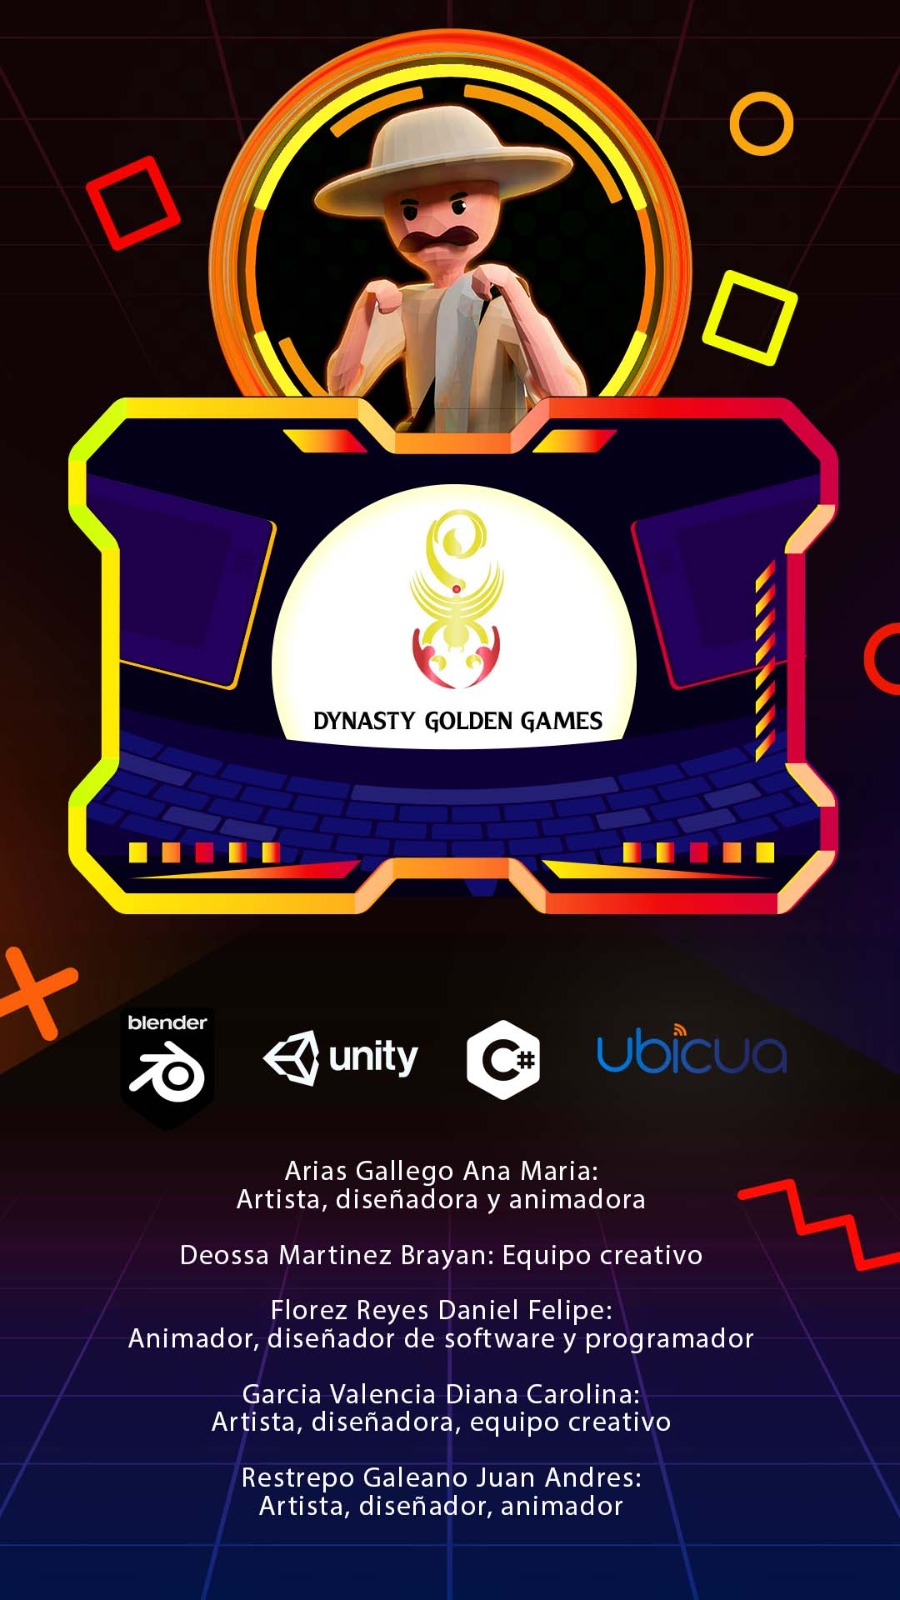 DYNASTY GOLDEN GAMES
blender
unity
C#
ubicua
Arias Gallego Ana Maria:
Artista, diseñadora y animadora
Deossa Martinez Brayan: Equipo creativo
Florez Reyes Daniel Felipe:
Animador, diseñador de software y programador
Garcia Valencia Diana Carolina:
Artista, diseñadora, equipo creativo
Restrepo Galeano Juan Andres:
Artista, diseñador, animador